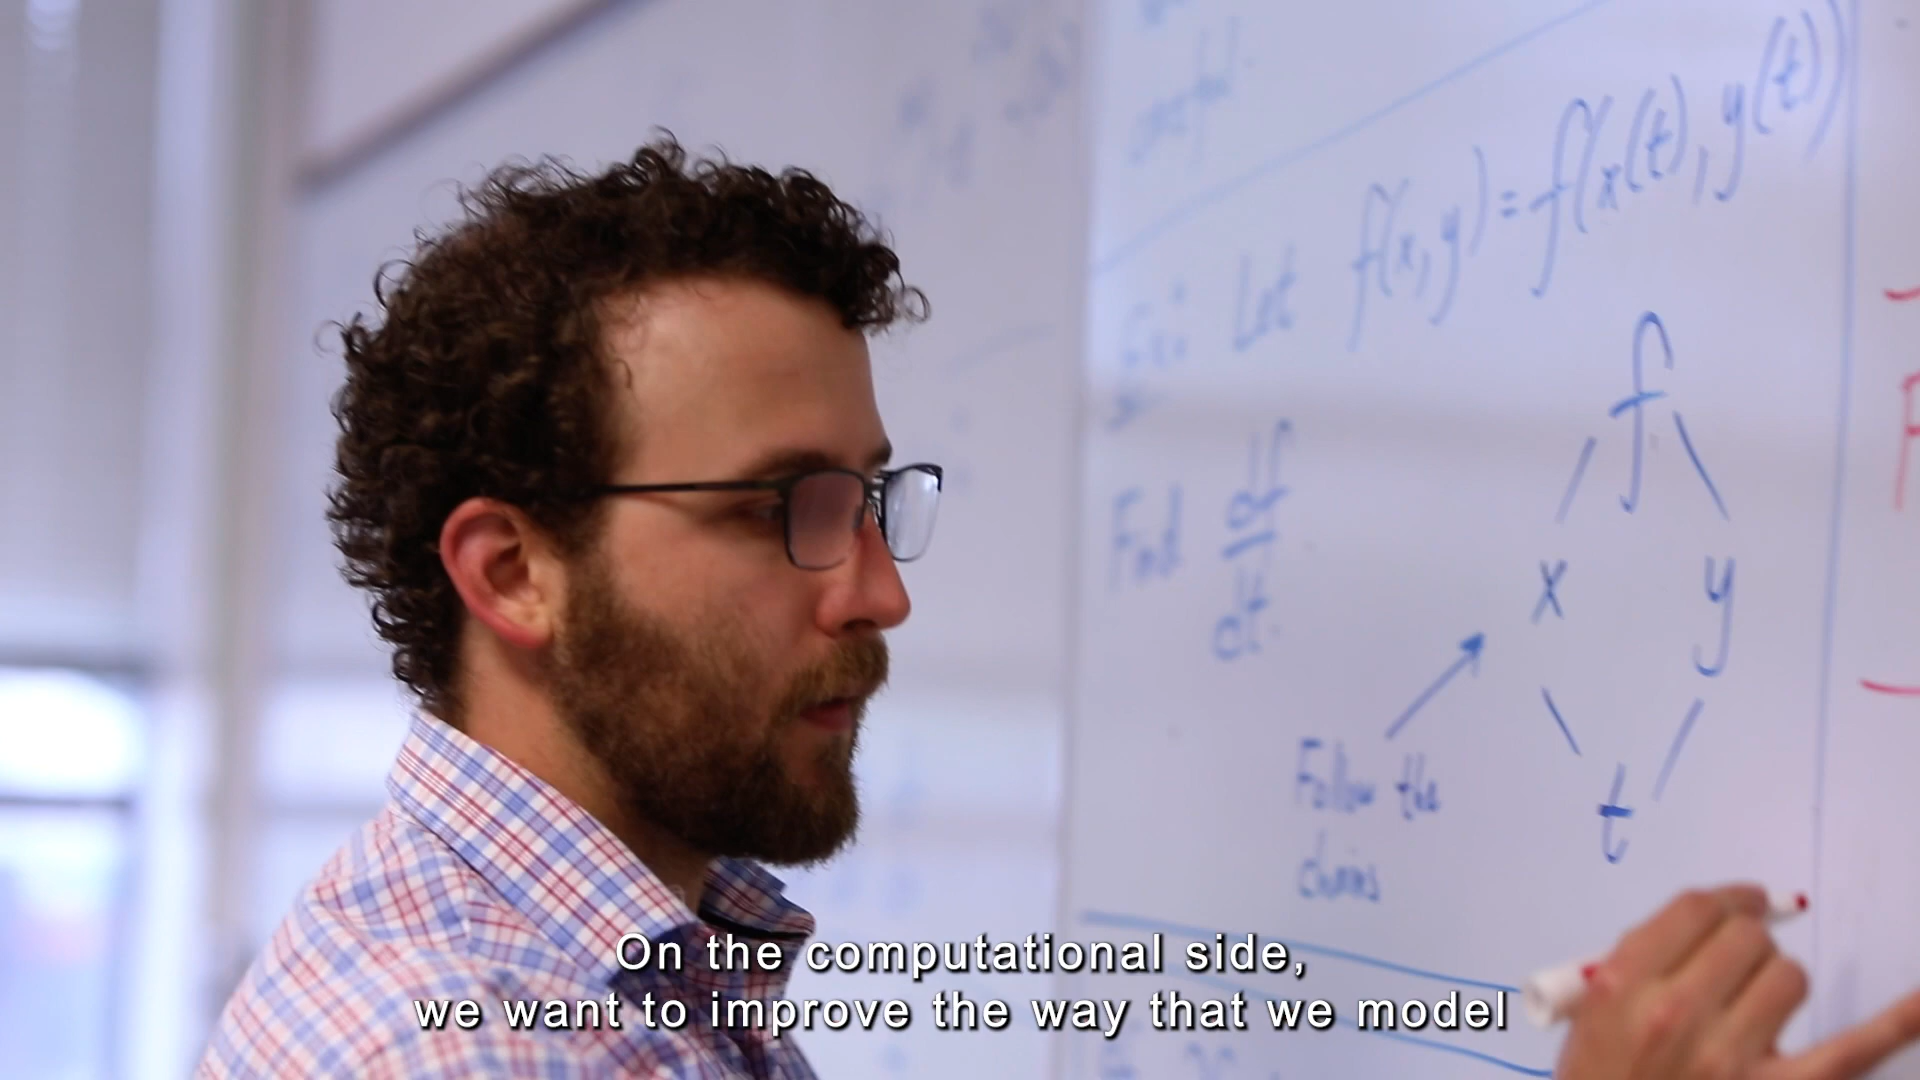 Ex: Let f(x,y) = f(x(t), y(t))
Find df/dt
f
x y
t
Follow the
chains
On the computational side,
we want to improve the way that we model